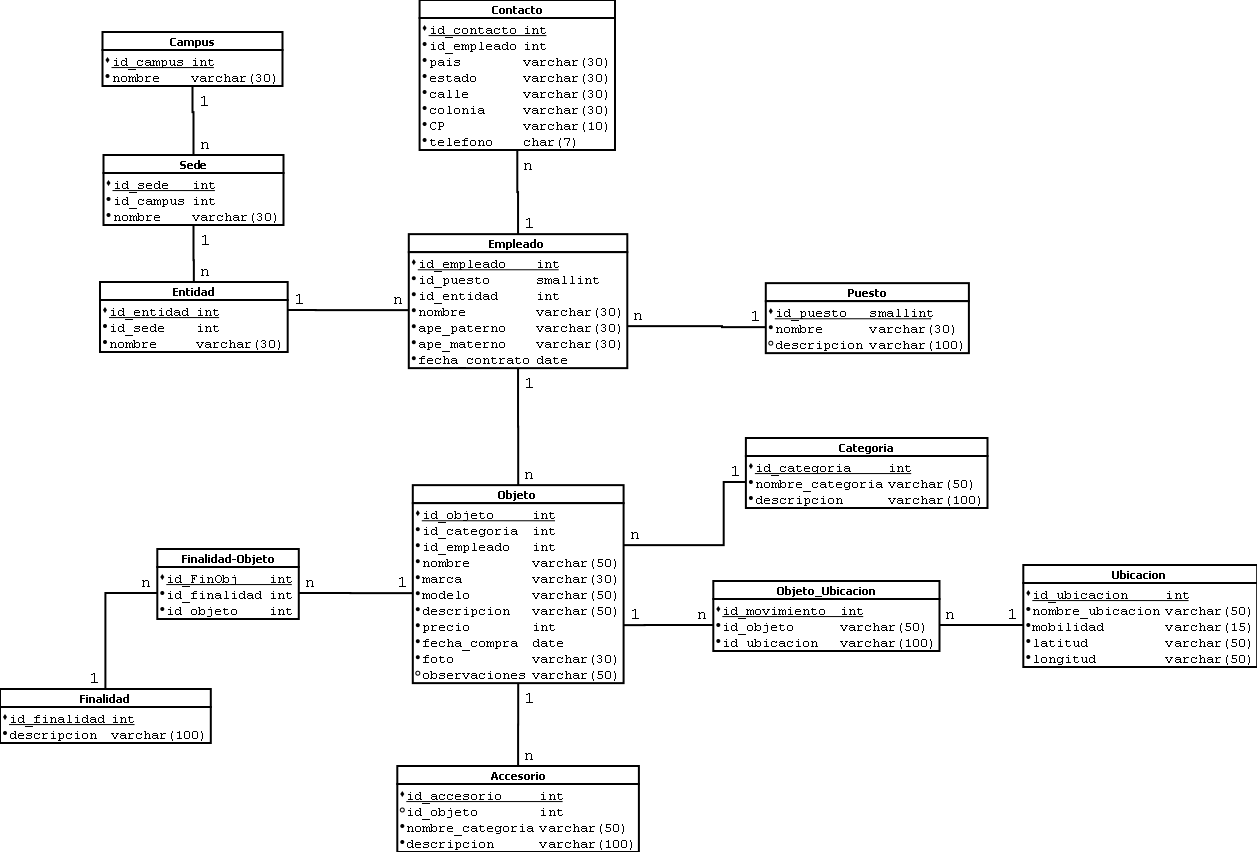 Contacto
id_contacto int
id_empleado int
pais varchar(30)
estado varchar(30)
calle varchar(30)
colonia varchar(30)
CP varchar(10)
telefono char(7)
Campus
id_campus int
nombre varchar(30)
1
n
Sede
id_sede int
id_campus int
nombre varchar(30)
1
n
Entidad
id_entidad int
id_sede int
nombre varchar(30)
1
n
n
1
Empleado
id_empleado int
id_puesto smallint
id_entidad int
nombre varchar(30)
ape_paterno varchar(30)
ape_materno varchar(30)
fecha_contrato date
n
1
Puesto
id_puesto smallint
nombre varchar(30)
descripcion varchar(100)
1
n
Categoria
id_categoria int
nombre_categoria varchar(50)
descripcion varchar(100)
1
n
Objeto
id_objeto int
id_categoria int
id_empleado int
nombre varchar(50)
marca varchar(30)
modelo varchar(50)
descripcion varchar(50)
precio int
fecha_compra date
foto varchar(30)
observaciones varchar(50)
Finalidad-Objeto
id_FinObj int
id_finalidad int
id_objeto int
n
n
1
1
Finalidad
id_finalidad int
descripcion varchar(100)
1
n
Objeto_Ubicacion
id_movimiento int
id_objeto varchar(50)
id_ubicacion varchar(100)
n
1
Ubicacion
id_ubicacion int
nombre_ubicacion varchar(50)
mobilidad varchar(15)
latitud varchar(50)
longitud varchar(50)
1
n
Accesorio
id_accesorio int
id_objeto int
nombre_categoria varchar(50)
descripcion varchar(100)